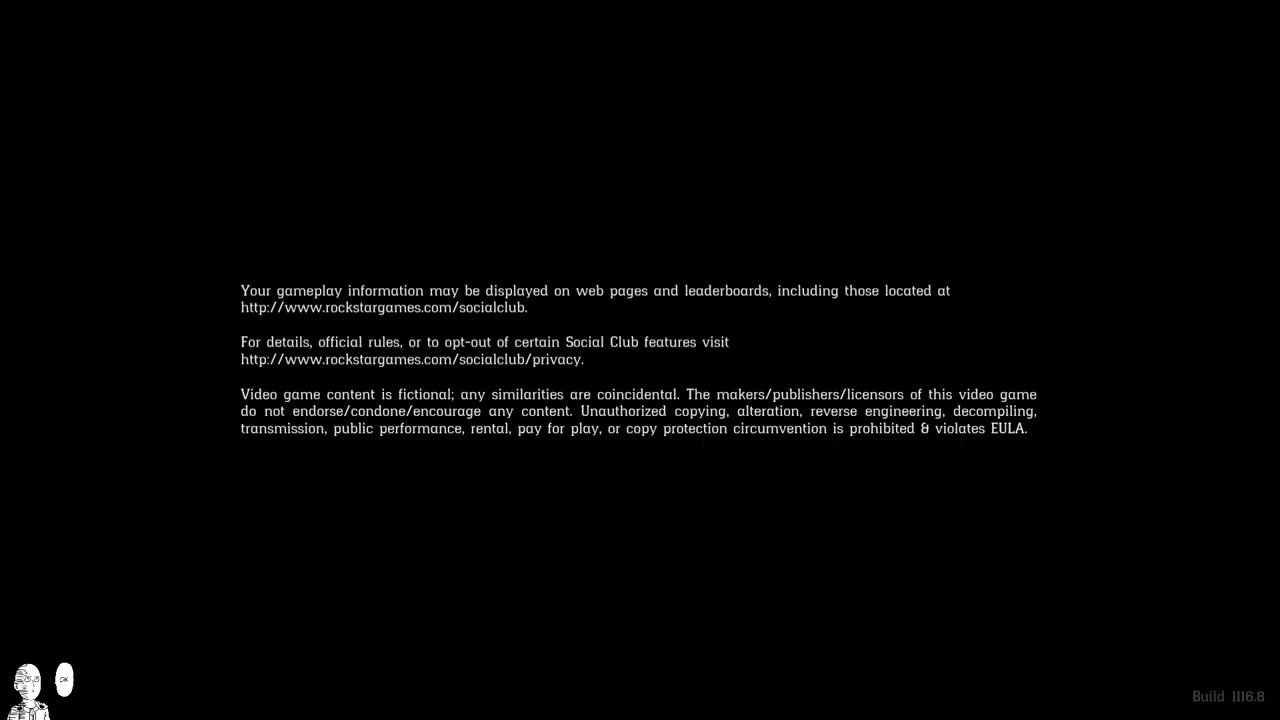 Your gameplay information may be displayed on web pages and leaderboards, including those located at
http://www.rockstargames.com/socialclub.
For details, official rules, or to opt-out of certain Social Club features visit
http://www.rockstargames.com/socialclub/privacy.
Video game content is fictional; any similarities are coincidental. The makers/publishers/licensors of this video game
do not endorse/condone/encourage any content. Unauthorized copying, alteration, reverse engineering, decompiling,
transmission, public performance, rental, pay for play, or copy protection circumvention is prohibited & violates EULA.
OK
Build 1116.8